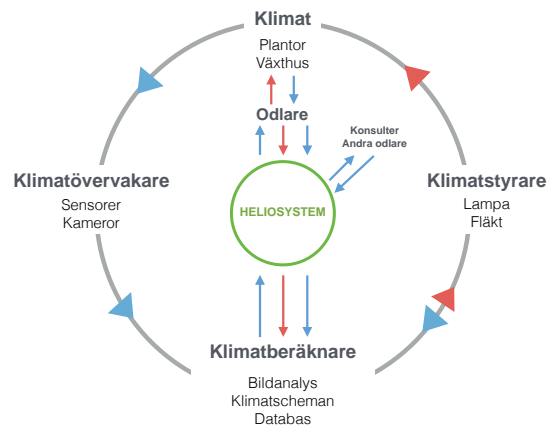 Klimat
Plantor
Växthus
Odlare
Konsulter
Andra odlare
Klimatövervakare
Sensorer
Kameror
HELIOSYSTEM
Klimatstyrare
Lampa
Fläkt
Klimatberäknare
Bildanalys
Klimatscheman
Databas